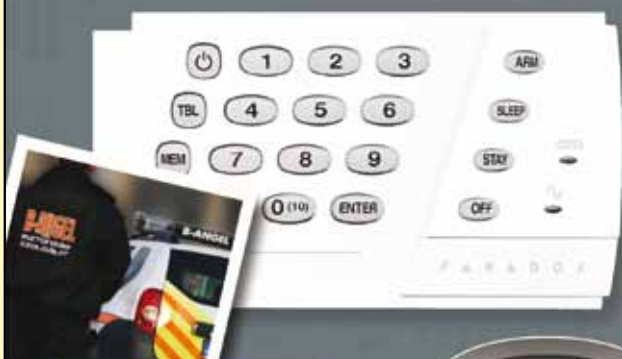 1 2 3 ARM
TBL 4 5 6 SLEEP
MEM 7 8 9 STAY
0 (10) ENTER OFF
PARADOX
B-ANGEL
B-ANGEL